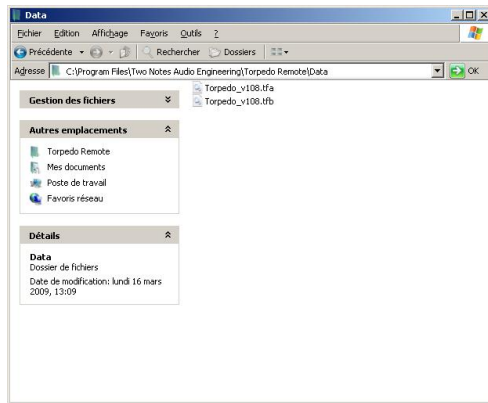 Data
Fichier Edition Affichage Favoris Outils ?
Précédente Rechercher Dossiers
Adresse C:\Program Files\Two Notes Audio Engineering\Torpedo Remote\Data OK
Gestion des fichiers
Torpedo_v108.tfa
Torpedo_v108.tfb
Autres emplacements
Torpedo Remote
Mes documents
Poste de travail
Favoris réseau
Détails
Data
Dossier de fichiers
Date de modification: lundi 16 mars
2009, 13:09